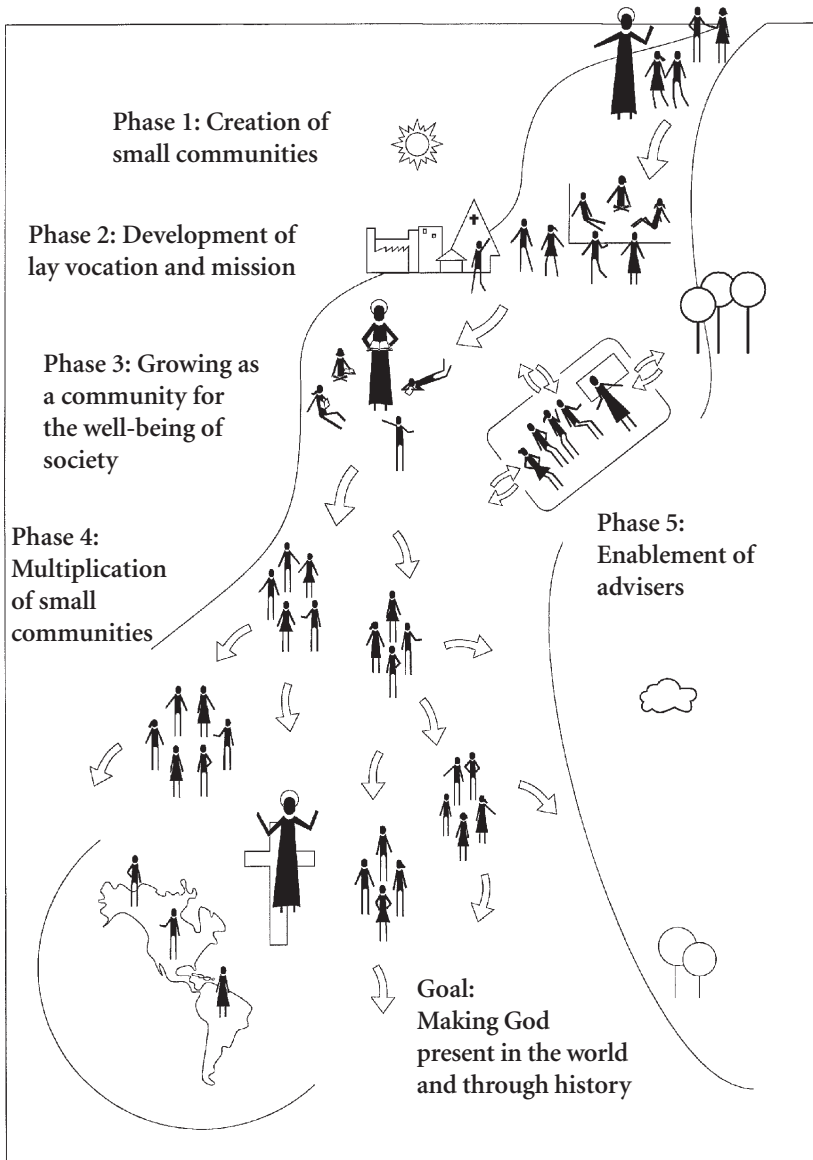 Phase 1: Creation of
small communities
Phase 2: Development of
lay vocation and mission
Phase 3: Growing as
a community for
the well-being of
society
Phase 4:
Multiplication
of small
communities
Phase 5:
Enablement of
advisers
Goal:
Making God
present in the world
and through history